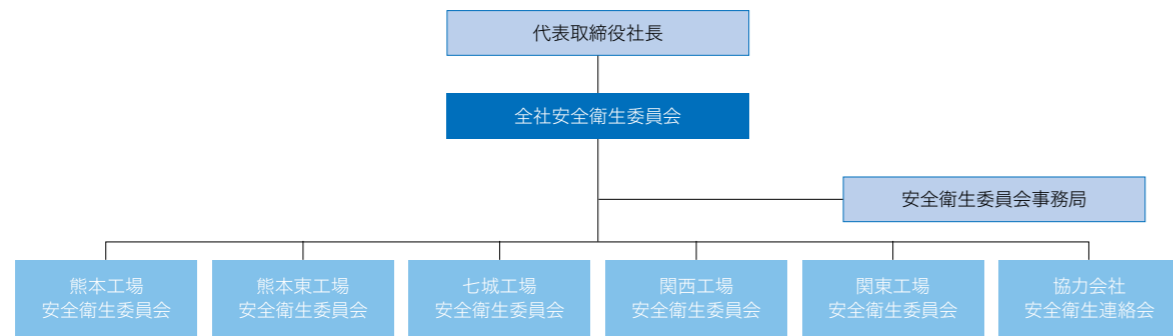 代表取締役社長
全社安全衛生委員会
安全衛生委員会事務局
熊本工場
安全衛生委員会
熊本東工場
安全衛生委員会
七城工場
安全衛生委員会
関西工場
安全衛生委員会
関東工場
安全衛生委員会
協力会社
安全衛生連絡会